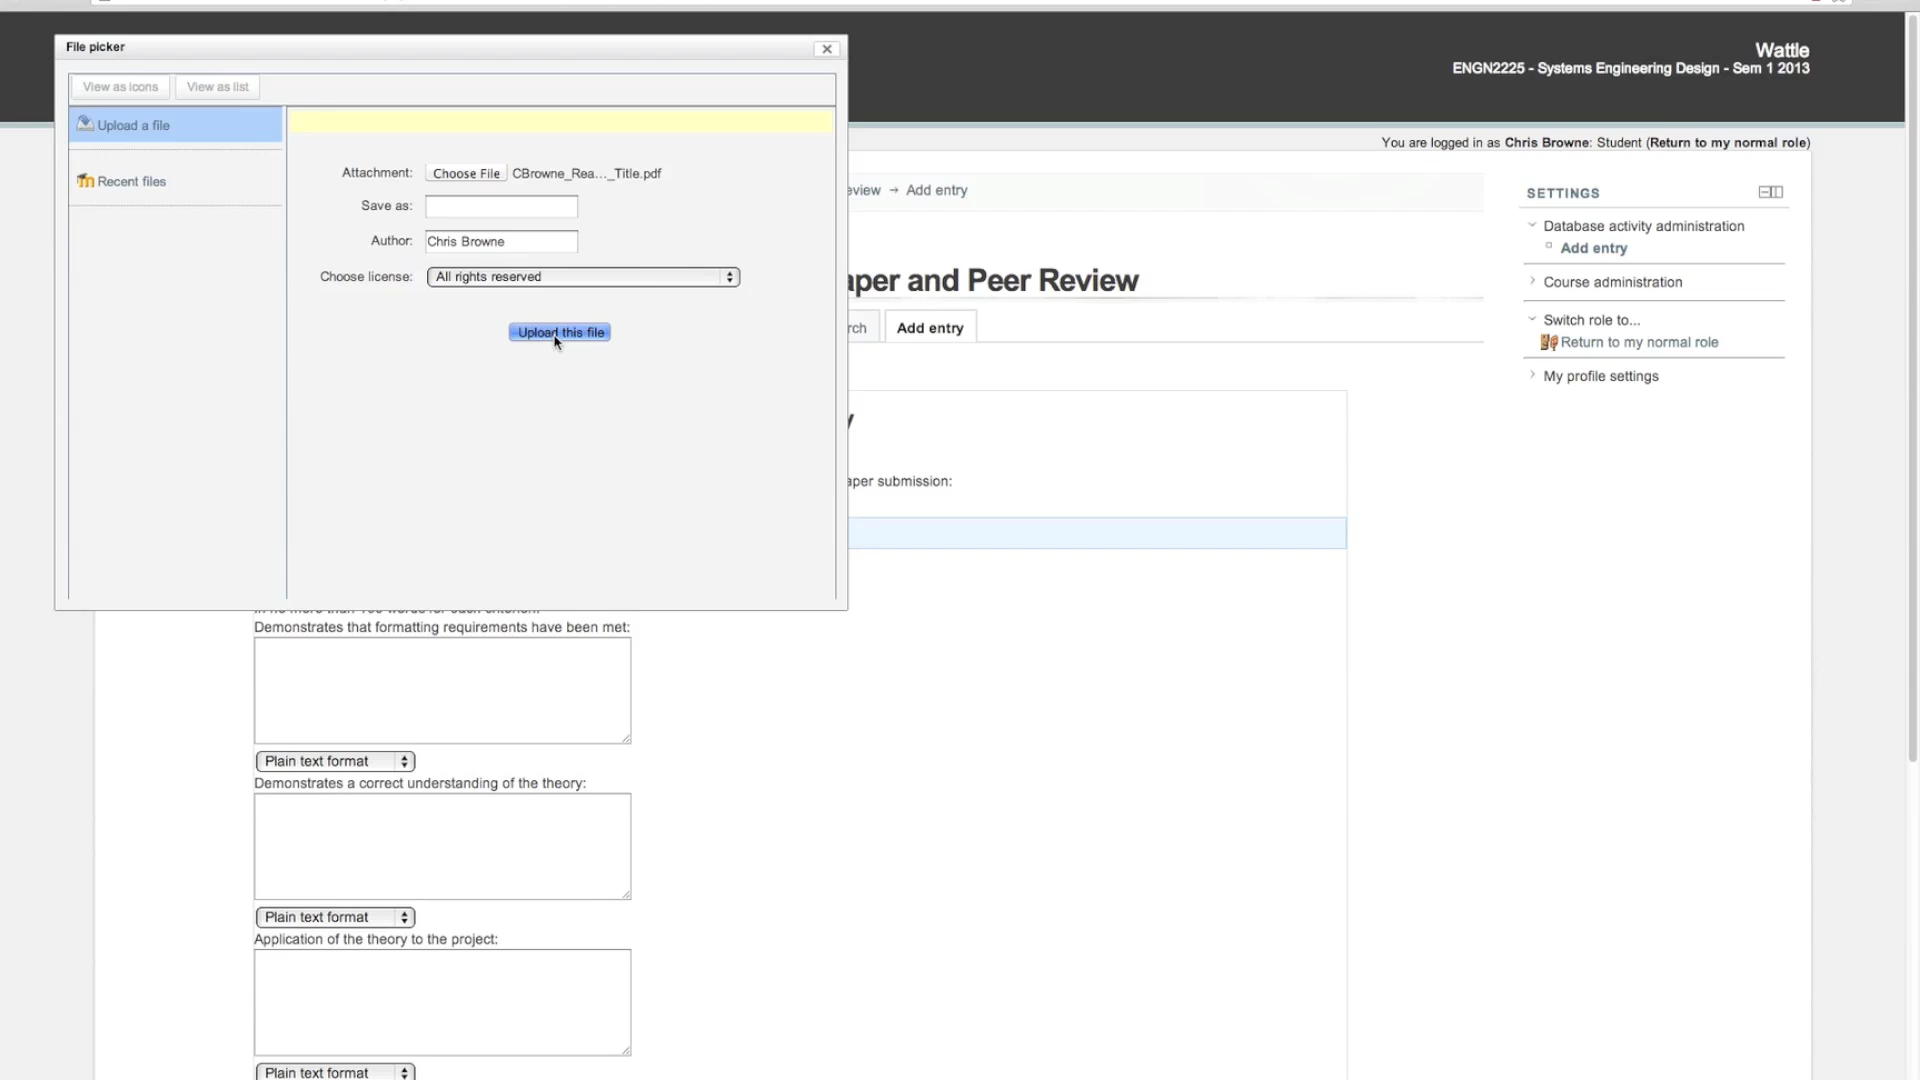 File picker
Wattle
ENGN2225 - Systems Engineering Design - Sem 1 2013
View as icons
View as list
Upload a file
Recent files
Attachment:
Choose File
CBrowne_Rea..._Title.pdf
Save as:
Author:
Chris Browne
Choose license:
All rights reserved
Upload this file
You are logged in as Chris Browne: Student (Return to my normal role)
eview → Add entry
aper and Peer Review
rch
Add entry
aper submission:
SETTINGS
Database activity administration
Add entry
Course administration
Switch role to...
Return to my normal role
My profile settings
Demonstrates that formatting requirements have been met:
Plain text format
Demonstrates a correct understanding of the theory:
Plain text format
Application of the theory to the project:
Plain text format